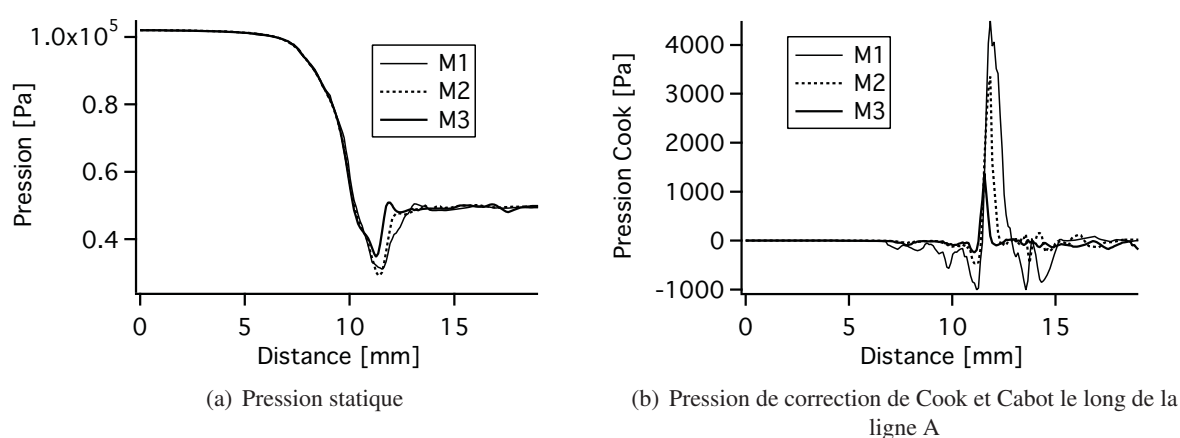 1.0x10⁵
0.8
0.6
0.4
Pression [Pa]
0
5
10
15
Distance [mm]
M1
M2
M3
(a) Pression statique
4000
3000
2000
1000
0
-1000
Pression Cook [Pa]
0
5
10
15
Distance [mm]
M1
M2
M3
(b) Pression de correction de Cook et Cabot le long de la
ligne A